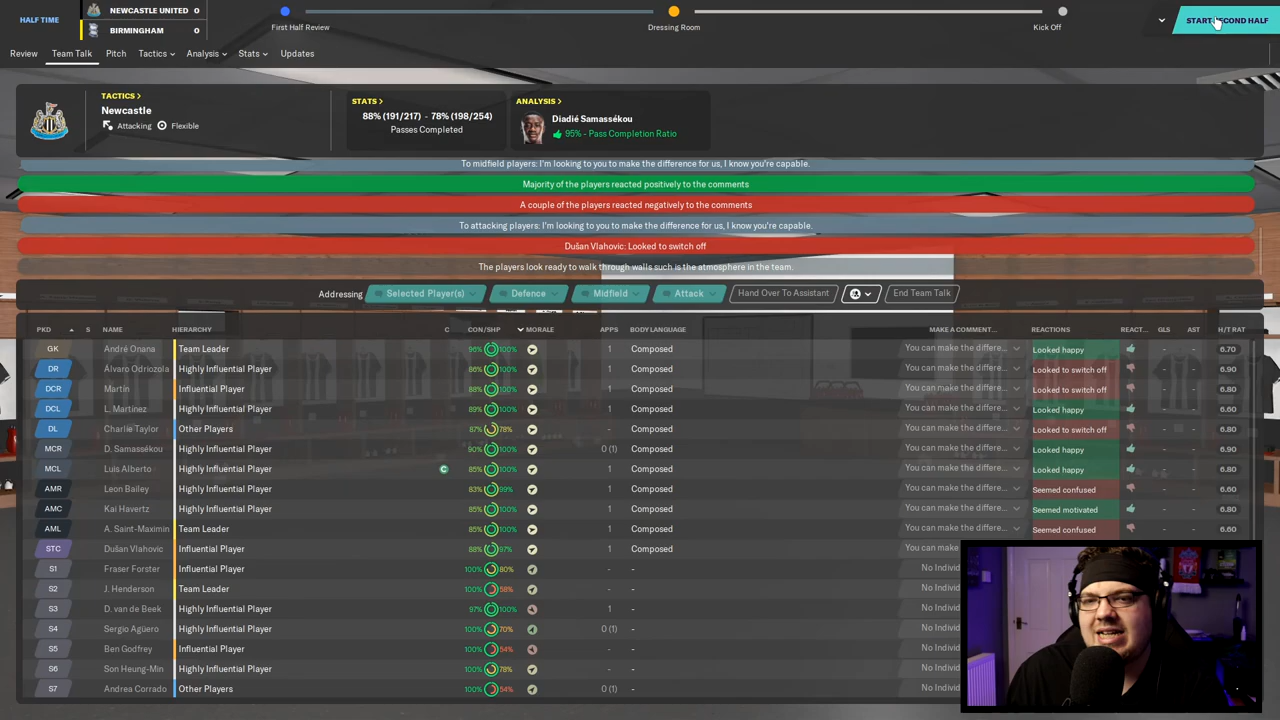 HALF TIME
NEWCASTLE UNITED 0
BIRMINGHAM 0
First Half Review
Dressing Room
Kick Off
START SECOND HALF
Review Team Talk Pitch Tactics Analysis Stats Updates
TACTICS >
Newcastle
Attacking Flexible
STATS >
88% (191/217) - 78% (198/254)
Passes Completed
ANALYSIS >
Diadié Samassékou
95% - Pass Completion Ratio
To midfield players: I'm looking to you to make the difference for us, I know you're capable.
Majority of the players reacted positively to the comments
A couple of the players reacted negatively to the comments
To attacking players: I'm looking to you to make the difference for us, I know you're capable.
Dušan Vlahovic: Looked to switch off
The players look ready to walk through walls such is the atmosphere in the team.
Addressing Selected Player(s) Defence Midfield Attack Hand Over To Assistant End Team Talk
PKD S NAME HIERARCHY C CON/SHP MORALE APPS BODY LANGUAGE MAKE A COMMENT... REACTIONS REACT... GLS AST H/T RAT
GK André Onana Team Leader 96% 100% 1 Composed You can make the differe... Looked happy - - 6.70
DR Álvaro Odriozola Highly Influential Player 86% 100% 1 Composed You can make the differe... Looked to switch off - - 6.90
DCR Martín Influential Player 88% 100% 1 Composed You can make the differe... Looked to switch off - - 6.80
DCL L. Martínez Highly Influential Player 89% 100% 1 Composed You can make the differe... Looked happy - - 6.60
DL Charlie Taylor Other Players 87% 78% - Composed You can make the differe... Looked to switch off - - 6.80
MCR D. Samassékou Highly Influential Player 90% 100% 0 (1) Composed You can make the differe... Looked happy - - 6.90
MCL Luis Alberto Highly Influential Player C 85% 100% 1 Composed You can make the differe... Looked happy - - 6.80
AMR Leon Bailey Highly Influential Player 83% 99% 1 Composed You can make the differe... Seemed confused - - 6.60
AMC Kai Havertz Highly Influential Player 85% 100% 1 Composed You can make the differe... Seemed motivated - - 6.80
AML A. Saint-Maximin Team Leader 85% 100% 1 Composed You can make the differe... Seemed confused - - 6.60
STC Dušan Vlahovic Influential Player 88% 97% 1 Composed You can make
S1 Fraser Forster Influential Player 100% 80% - - No Individ
S2 J. Henderson Team Leader 100% 58% - - No Individ
S3 D. van de Beek Highly Influential Player 97% 100% 1 - No Individ
S4 Sergio Agüero Highly Influential Player 100% 70% 0 (1) - No Individ
S5 Ben Godfrey Influential Player 100% 54% - - No Individ
S6 Son Heung-Min Highly Influential Player 100% 78% - - No Individ
S7 Andrea Corrado Other Players 100% 54% 0 (1) - No Individ